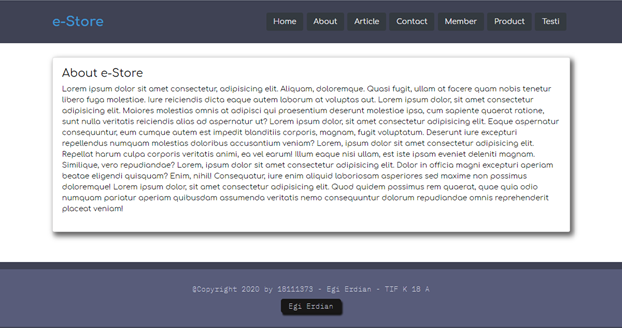 e-Store
Home About Article Contact Member Product Testi
About e-Store
Lorem ipsum dolor sit amet consectetur, adipisicing elit. Aliquam, doloremque. Quasi fugit, ullam at facere quam nobis tenetur
libero fuga molestiae. Iure reiciendis dicta eaque autem laborum at voluptas aut. Lorem ipsum dolor, sit amet consectetur
adipisicing elit. Maiores molestias omnis at adipisci qui praesentium deserunt molestiae ipsa, cum sapiente quaerat ratione,
sunt nulla veritatis reiciendis alias ad aspernatur ut? Lorem ipsum dolor, sit amet consectetur adipisicing elit. Eaque aspernatur
consequuntur, eum cumque autem est impedit blanditiis corporis, magnam, fugit voluptatum. Deserunt iure excepturi
repellendus numquam molestias doloribus accusantium veniam? Lorem, ipsum dolor sit amet consectetur adipisicing elit.
Repellat harum culpa corporis veritatis animi, ea vel earum! Illum eaque nisi ullam, est iste ipsam eveniet deleniti magnam.
Similique, vero repudiandae? Lorem, ipsum dolor sit amet consectetur adipisicing elit. Dolor in officia magni excepturi aperiam
beatae eligendi quisquam? Enim, nihil! Consequatur, iure enim aliquid laboriosam asperiores sed maxime non possimus
doloremque! Lorem ipsum dolor, sit amet consectetur adipisicing elit. Quod quidem possimus rem quaerat, quae quia odio
numquam pariatur aperiam quibusdam assumenda veritatis nemo consequuntur dolorum repudiandae omnis reprehenderit
placeat veniam!
@Copyright 2020 by 18111373 - Egi Erdian - TIF K 18 A
Egi Erdian